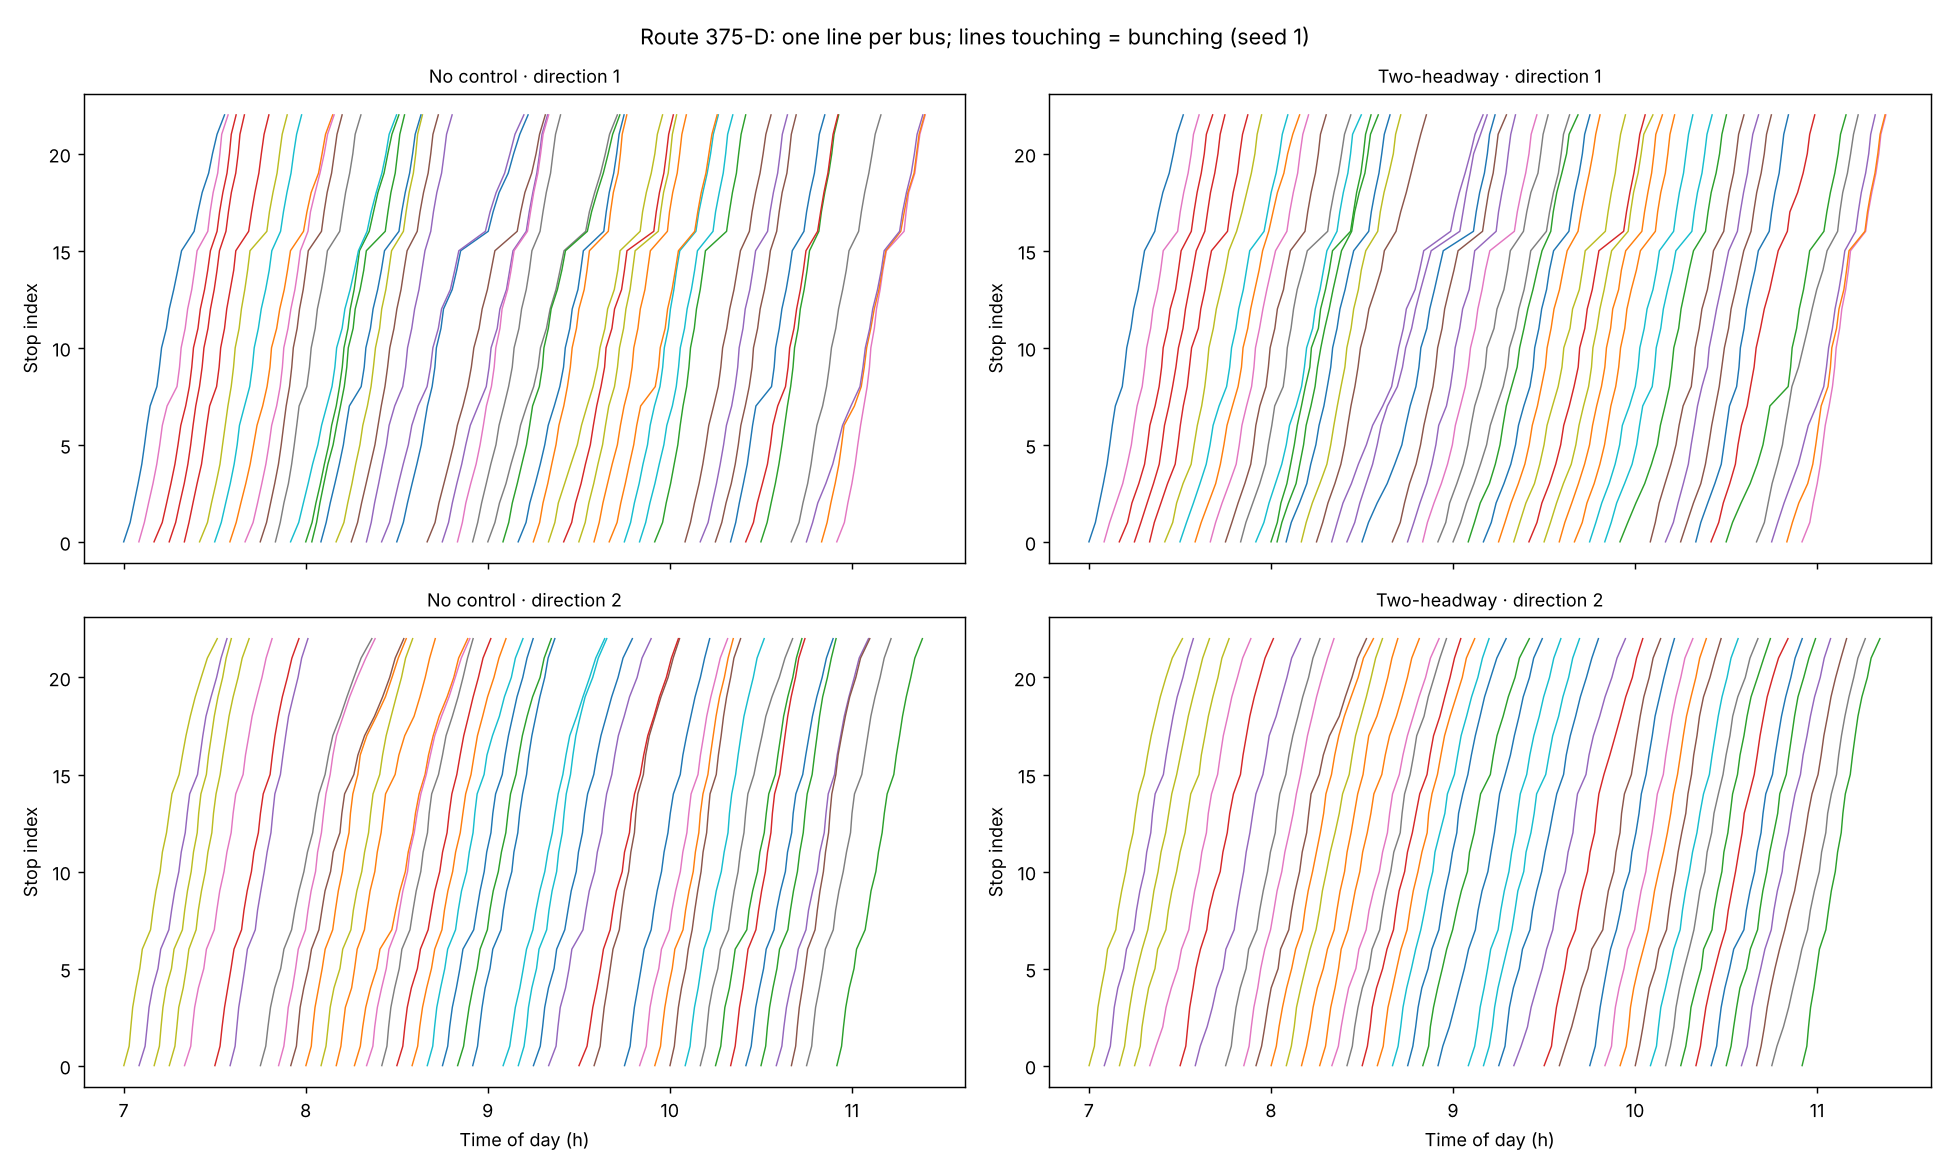 Route 375-D: one line per bus; lines touching = bunching (seed 1)
No control · direction 1
Two-headway · direction 1
Stop index
20
15
10
5
0
Stop index
20
15
10
5
0
No control · direction 2
Two-headway · direction 2
Stop index
20
15
10
5
0
7 8 9 10 11
Time of day (h)
Stop index
20
15
10
5
0
7 8 9 10 11
Time of day (h)